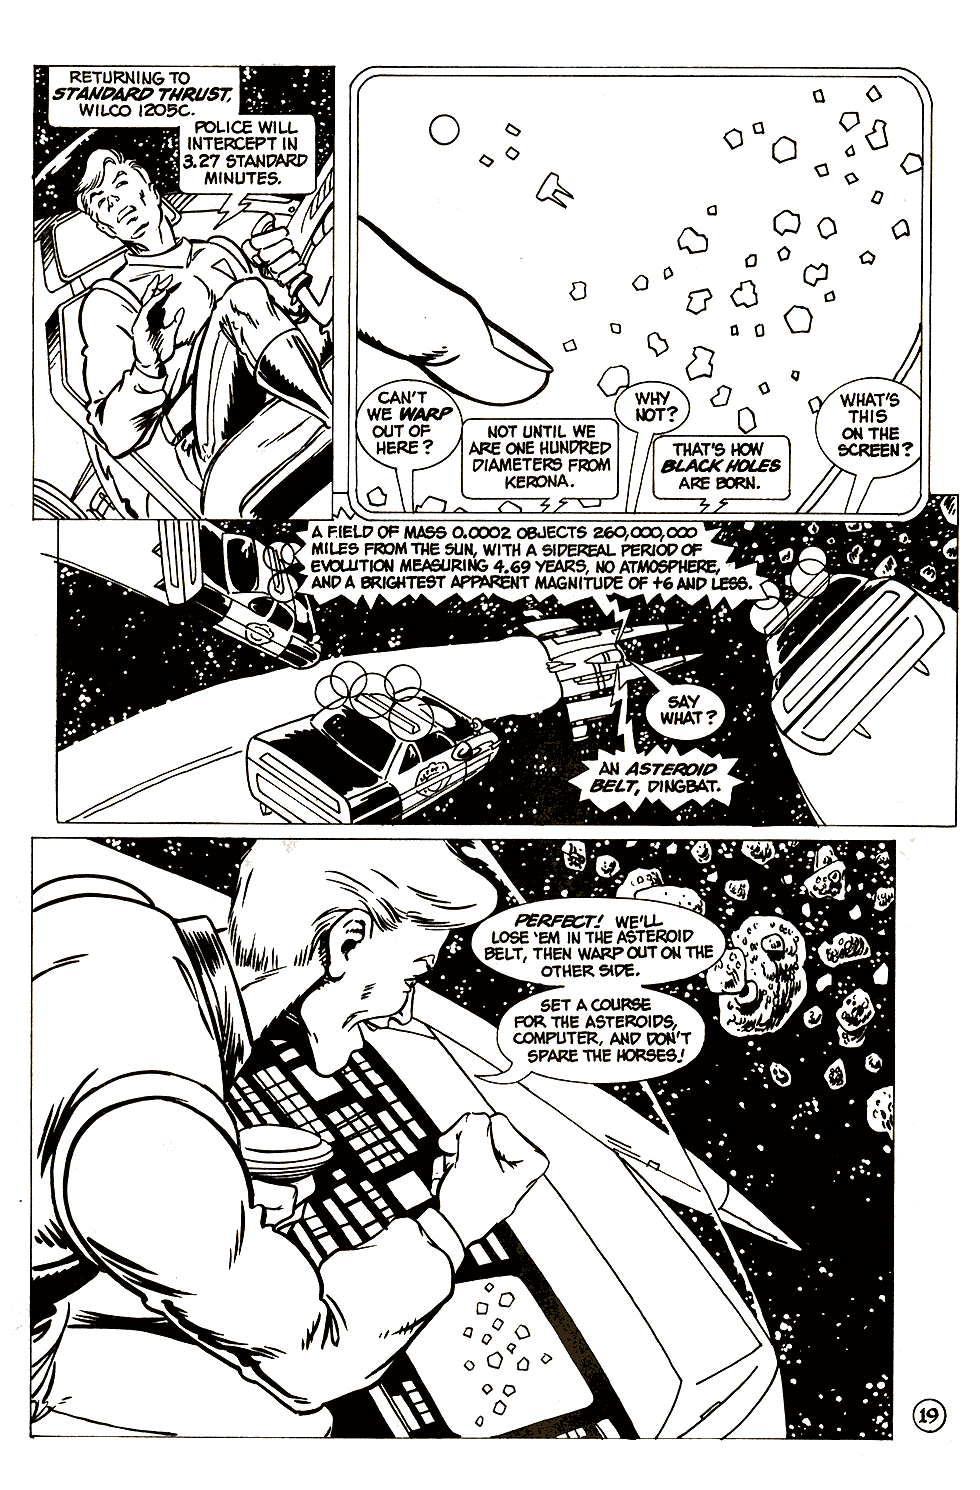 RETURNING TO
STANDARD THRUST,
WILCO 1205C.
POLICE WILL
INTERCEPT IN
3.27 STANDARD
MINUTES.
CAN'T
WE WARP
OUT OF
HERE?
NOT UNTIL WE
ARE ONE HUNDRED
DIAMETERS FROM
KERONA.
WHY
NOT?
THAT'S HOW
BLACK HOLES
ARE BORN.
WHAT'S
THIS
ON THE
SCREEN?
A FIELD OF MASS 0.0002 OBJECTS 260,000,000
MILES FROM THE SUN, WITH A SIDEREAL PERIOD OF
EVOLUTION MEASURING 4.69 YEARS, NO ATMOSPHERE,
AND A BRIGHTEST APPARENT MAGNITUDE OF +6 AND LESS.
SAY
WHAT?
AN ASTEROID
BELT, DINGBAT.
PERFECT! WE'LL
LOSE 'EM IN THE ASTEROID
BELT, THEN WARP OUT ON THE
OTHER SIDE.
SET A COURSE
FOR THE ASTEROIDS,
COMPUTER, AND DON'T
SPARE THE HORSES!
19